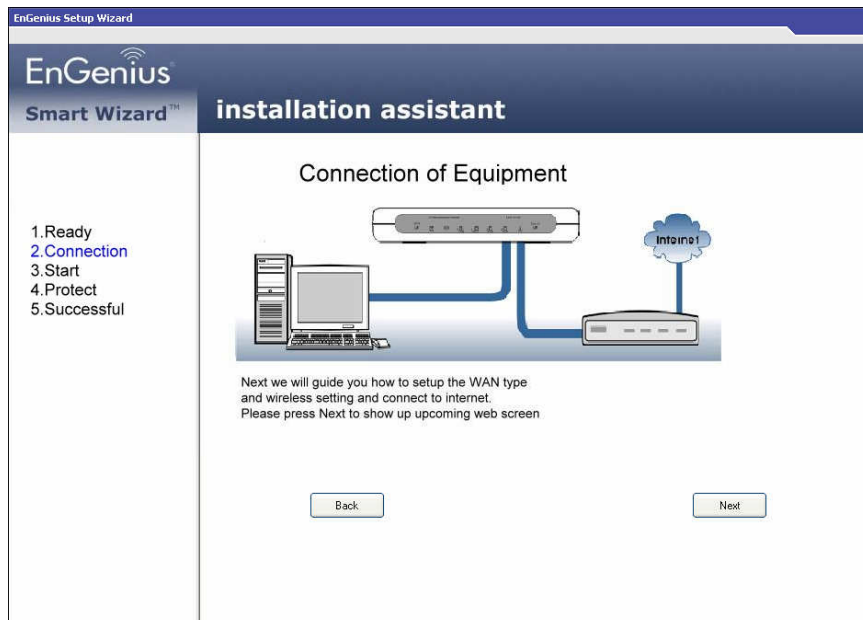 EnGenius Setup Wizard
EnGenius®
Smart Wizard™
installation assistant
Connection of Equipment
Internet
1.Ready
2.Connection
3.Start
4.Protect
5.Successful
Next we will guide you how to setup the WAN type
and wireless setting and connect to internet.
Please press Next to show up upcoming web screen
Back
Next